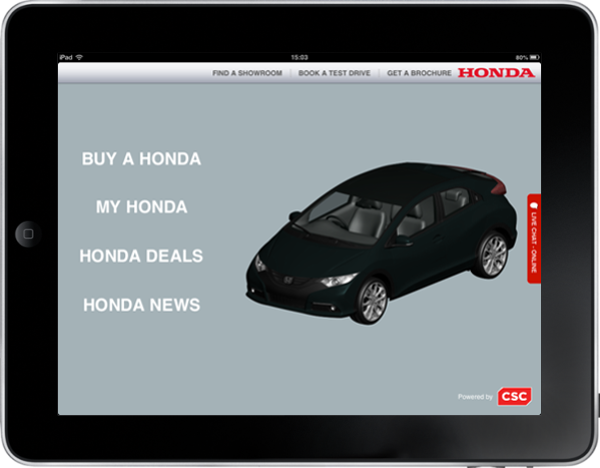 iPad 15:03 80%
FIND A SHOWROOM BOOK A TEST DRIVE GET A BROCHURE HONDA
BUY A HONDA
MY HONDA
HONDA DEALS
HONDA NEWS
LIVE CHAT - ONLINE
Powered by CSC